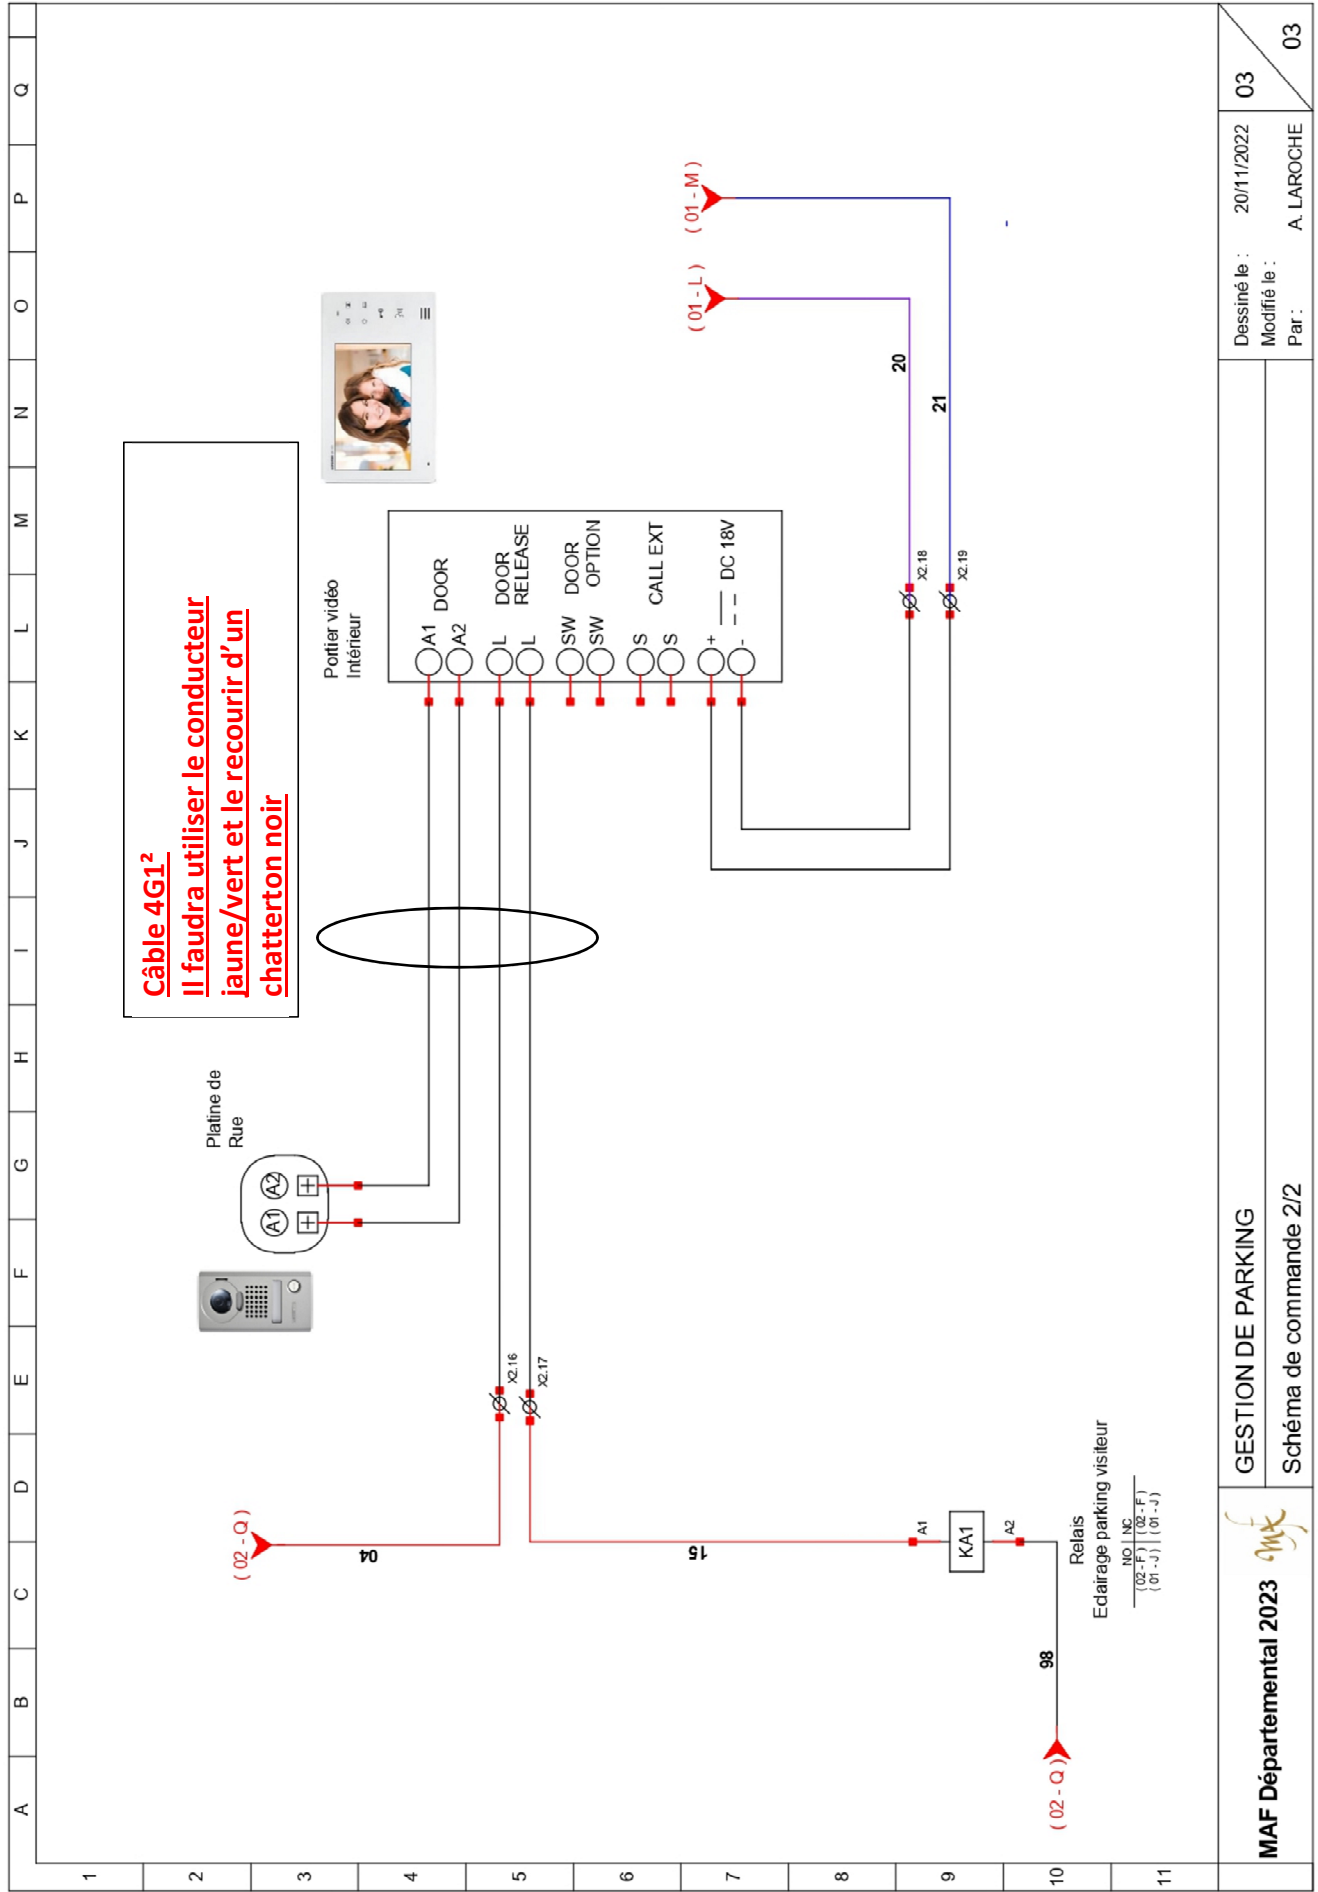 A B C D E F G H I J K L M N O P Q
1
2
3
4
5
6
7
8
9
10
11
Câble 4G1²
Il faudra utiliser le conducteur
jaune/vert et le recourir d'un
chatterton noir
Platine de
Rue
A1 A2
Portier vidéo
Intérieur
A1
A2
DOOR
L
L
DOOR
RELEASE
SW
SW
DOOR
OPTION
S
S
CALL EXT
+
-
DC 18V
( 02 - Q )
04
X2.16
X2.17
15
A1
KA1
A2
98
( 02 - Q )
Relais
Eclairage parking visiteur
NO NC
( 02 - F ) ( 02 - F )
( 01 - J ) ( 01 - J )
( 01 - L )
( 01 - M )
20
21
X2.18
X2.19
MAF Départemental 2023
maf
GESTION DE PARKING
Schéma de commande 2/2
Dessiné le : 20/11/2022
Modifié le :
Par : A. LAROCHE
03
03